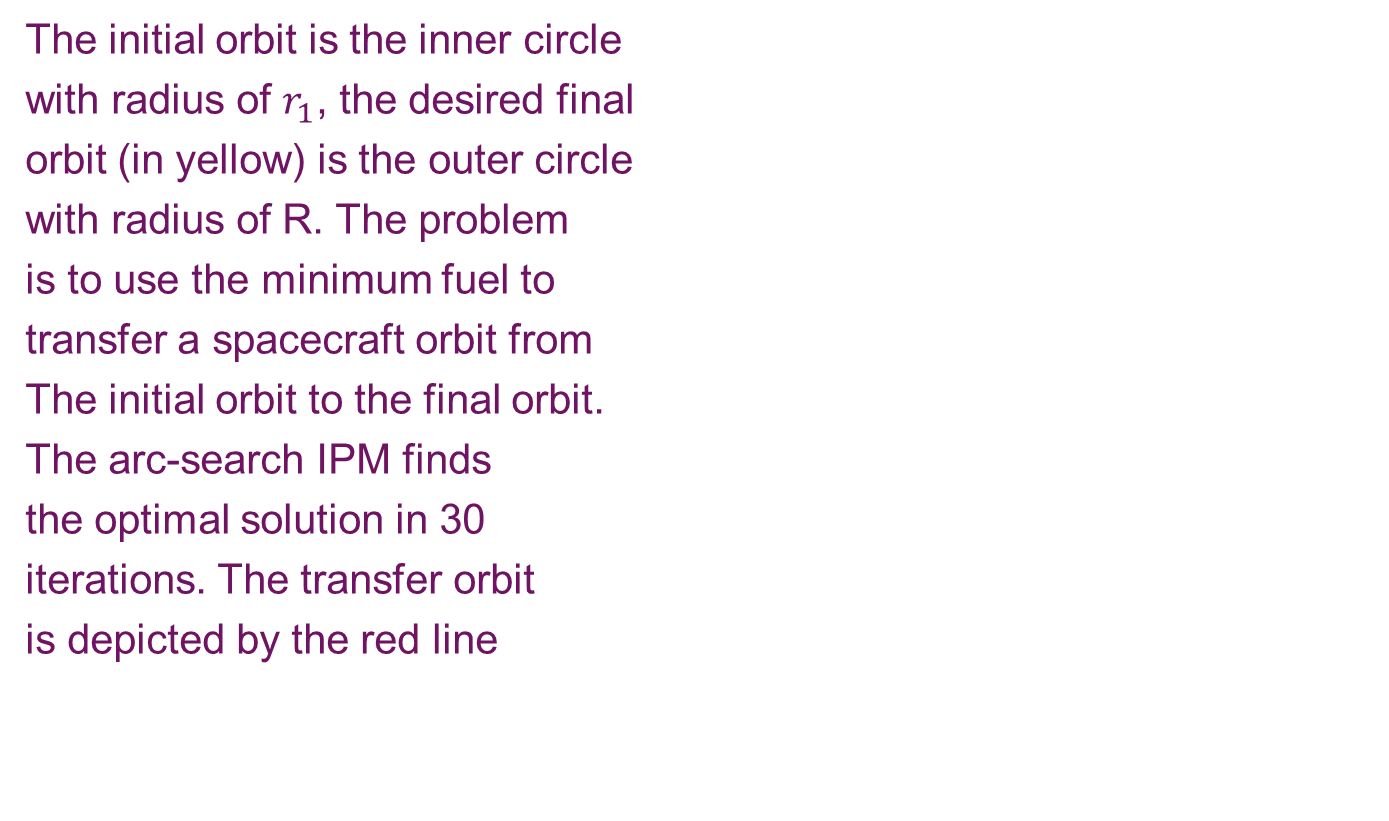 The initial orbit is the inner circle
with radius of r₁, the desired final
orbit (in yellow) is the outer circle
with radius of R. The problem
is to use the minimum fuel to
transfer a spacecraft orbit from
The initial orbit to the final orbit.
The arc-search IPM finds
the optimal solution in 30
iterations. The transfer orbit
is depicted by the red line